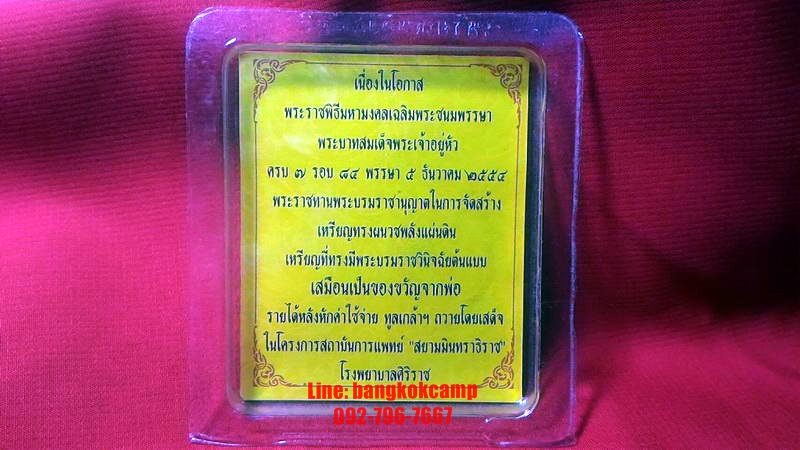 เนื่องในโอกาส
พระราชพิธีมหามงคลเฉลิมพระชนมพรรษา
พระบาทสมเด็จพระเจ้าอยู่หัว
ครบ ๗ รอบ ๘๔ พรรษา ๕ ธันวาคม ๒๕๕๔
พระราชทานพระบรมราชานุญาตในการจัดสร้าง
เหรียญทรงผนวชพลังแผ่นดิน
เหรียญที่ทรงมีพระบรมราชวินิจฉัยต้นแบบ
เสมือนเป็นของขวัญจากพ่อ
รายได้หลังหักค่าใช้จ่าย ทูลเกล้าฯ ถวายโดยเสด็จ
ในโครงการสถาบันการแพทย์ "สยามมินทราธิราช"
โรงพยาบาลศิริราช
Line: bangkokcamp
092-796-7667